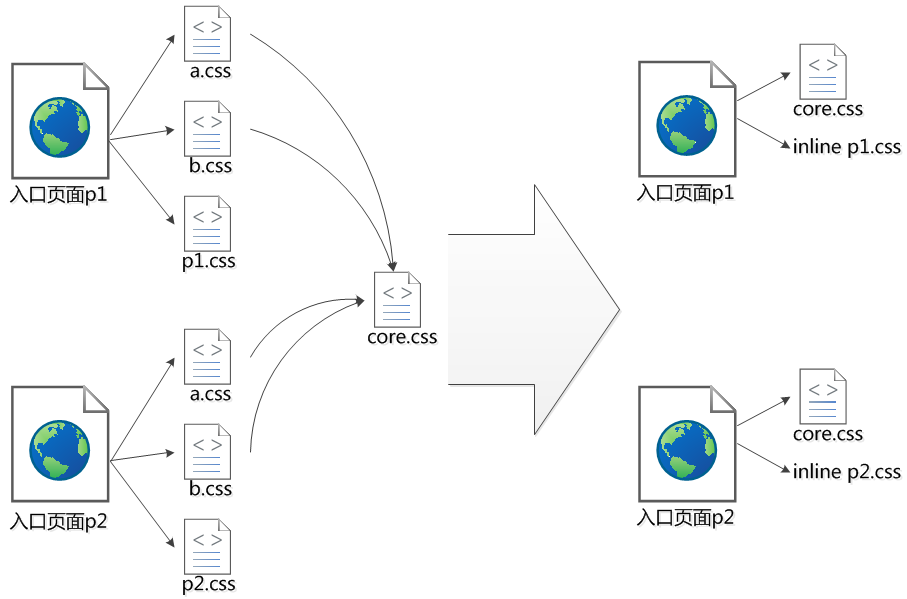 a.css
b.css
入口页面p1
p1.css
core.css
a.css
b.css
入口页面p2
p2.css
core.css
inline p1.css
入口页面p1
core.css
inline p2.css
入口页面p2